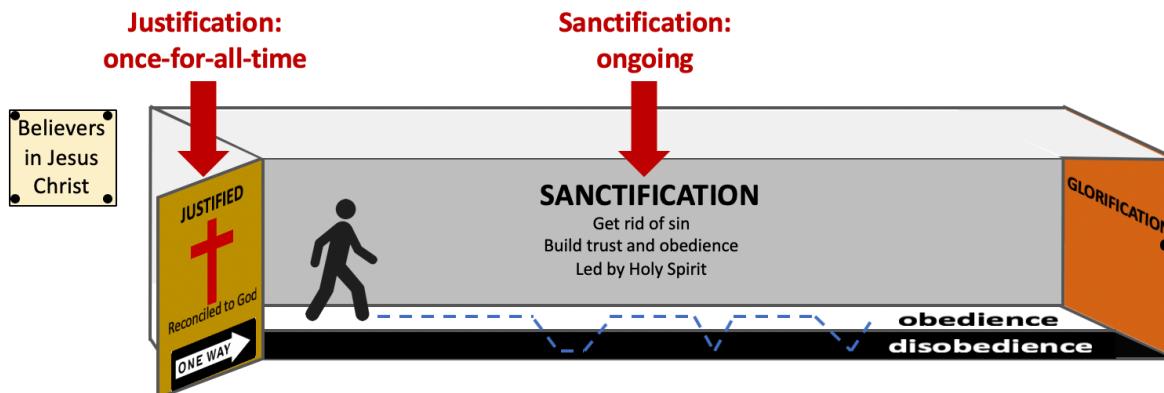 Justification:
once-for-all-time
Sanctification:
ongoing
Believers
in Jesus
Christ
JUSTIFIED
Reconciled to God
ONE WAY
SANCTIFICATION
Get rid of sin
Build trust and obedience
Led by Holy Spirit
GLORIFICATION
obedience
disobedience